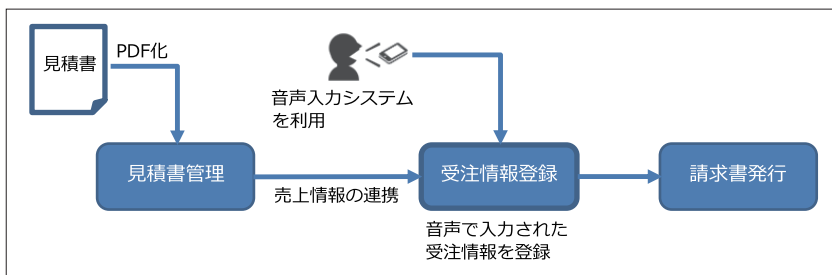 見積書
PDF化
音声入力システム
を利用
見積書管理
売上情報の連携
受注情報登録
音声で入力された
受注情報を登録
請求書発行